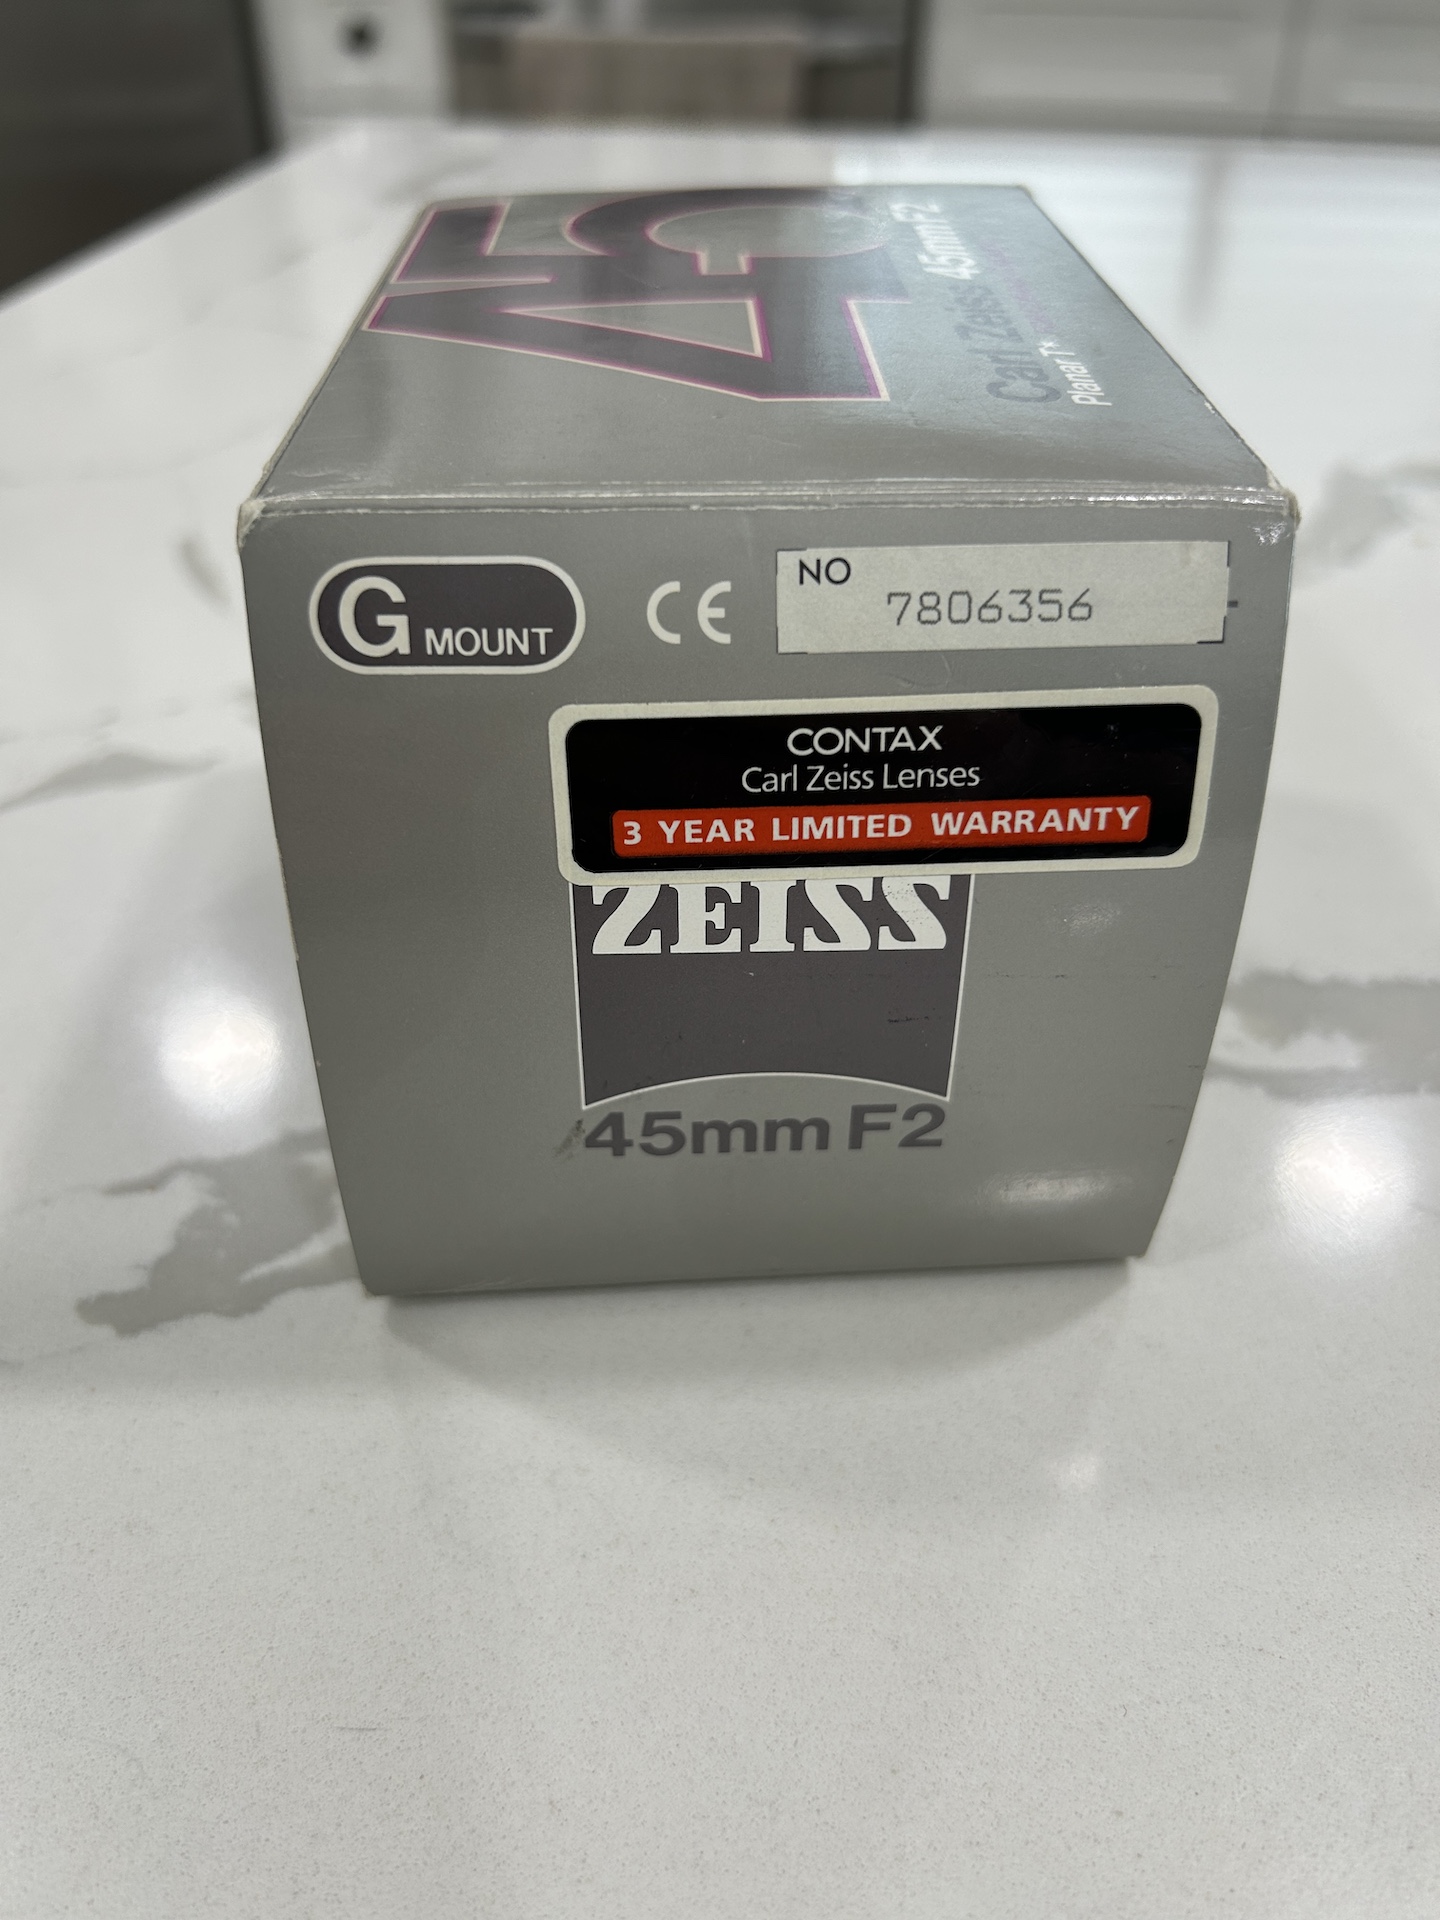 45
Carl Zeiss 45mm F2
Planar T*
G MOUNT
CE
NO
7806356
CONTAX
Carl Zeiss Lenses
3 YEAR LIMITED WARRANTY
ZEISS
45mm F2